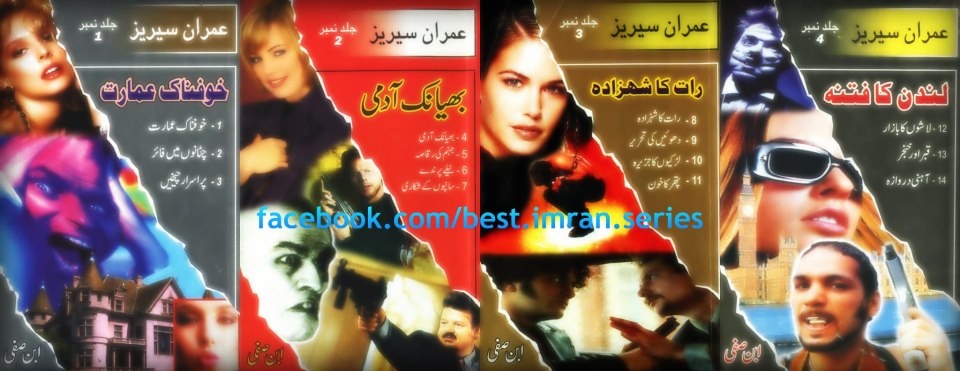 عمران سیریز
جلد نمبر 1
خوفناک عمارت
1 - خوفناک عمارت
2 - چٹانوں میں فائر
3 - پراسرار چیخیں
ابن صفی
عمران سیریز
جلد نمبر 2
بھیانک آدمی
4 - بھیانک آدمی
5 - جہنم کی رقاصہ
6 - نیلے پرندے
7 - سانپوں کے شکاری
ابن صفی
عمران سیریز
جلد نمبر 3
رات کا شہزادہ
8 - رات کا شہزادہ
9 - دھوئیں کی تحریر
10 - لڑکیوں کا جزیرہ
11 - پتھر کا خون
ابن صفی
عمران سیریز
جلد نمبر 4
لندن کا فتنہ
12 - لاشوں کا بازار
13 - قبر اور خنجر
14 - آہنی دروازہ
ابن صفی
facebook.com/best.imran.series